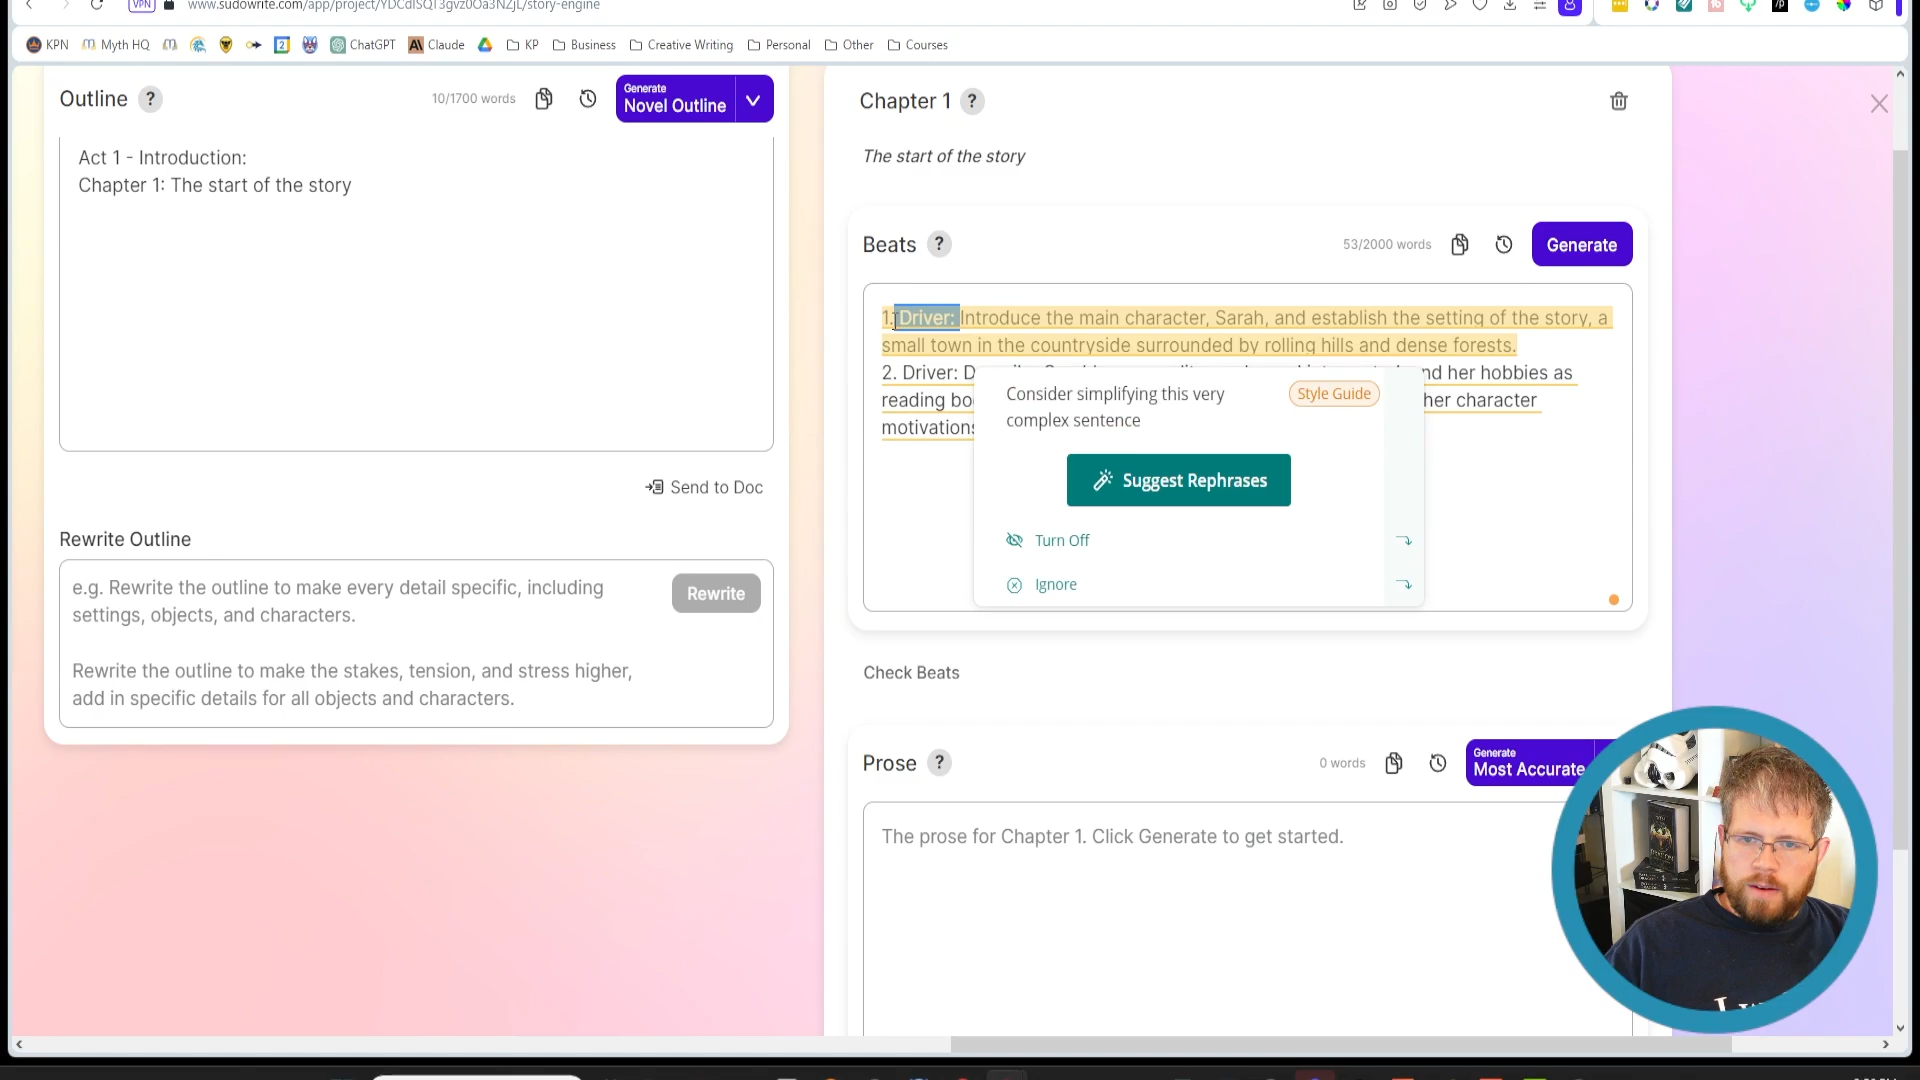 VPN www.sudowrite.com/app/project/YDCdISQT3gvz0Oa3NZjL/story-engine
KPN Myth HQ 2 ChatGPT Claude KP Business Creative Writing Personal Other Courses
Outline ? 10/1700 words Generate
Novel Outline
Act 1 - Introduction:
Chapter 1: The start of the story
Send to Doc
Rewrite Outline
e.g. Rewrite the outline to make every detail specific, including
settings, objects, and characters.
Rewrite
Rewrite the outline to make the stakes, tension, and stress higher,
add in specific details for all objects and characters.
Chapter 1 ?
The start of the story
Beats ? 53/2000 words Generate
1. Driver: Introduce the main character, Sarah, and establish the setting of the story, a
small town in the countryside surrounded by rolling hills and dense forests.
2. Driver: and her hobbies as
reading her character
motivations
Consider simplifying this very
complex sentence
Style Guide
Suggest Rephrases
Turn Off
Ignore
Check Beats
Prose ? 0 words Generate
Most Accurate
The prose for Chapter 1. Click Generate to get started.